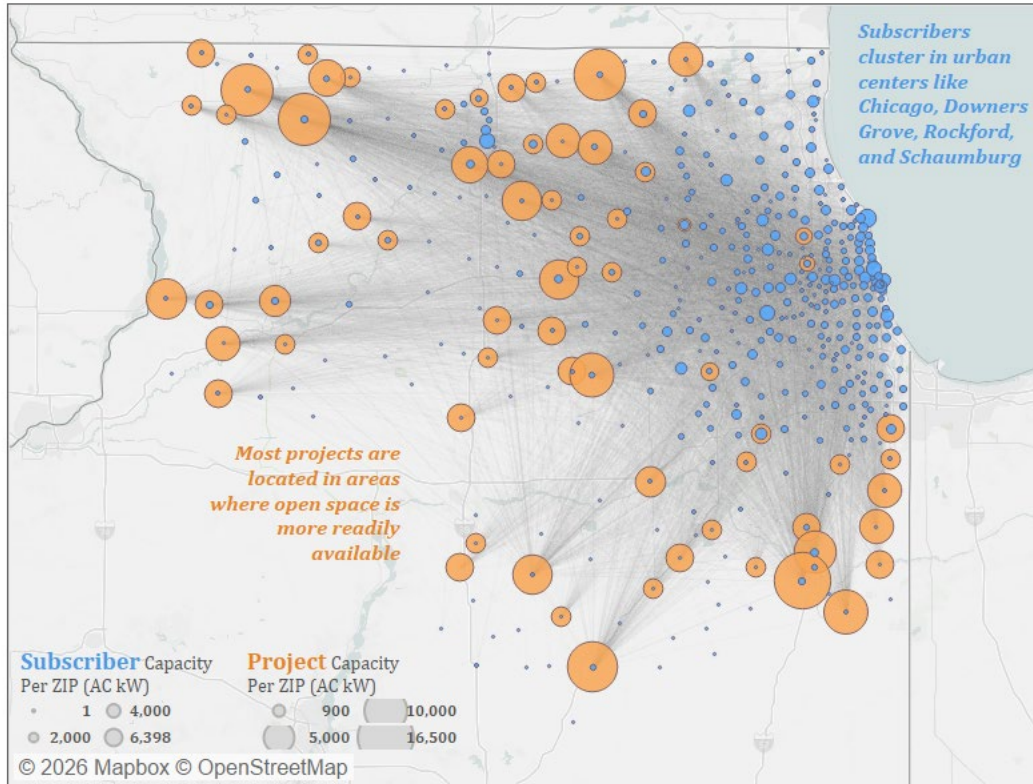 Subscribers
cluster in urban
centers like
Chicago, Downers
Grove, Rockford,
and Schaumburg
Most projects are
located in areas
where open space is
more readily
available
Subscriber Capacity
Per ZIP (AC kW)
1 4,000
2,000 6,398
Project Capacity
Per ZIP (AC kW)
900 10,000
5,000 16,500
© 2026 Mapbox © OpenStreetMap